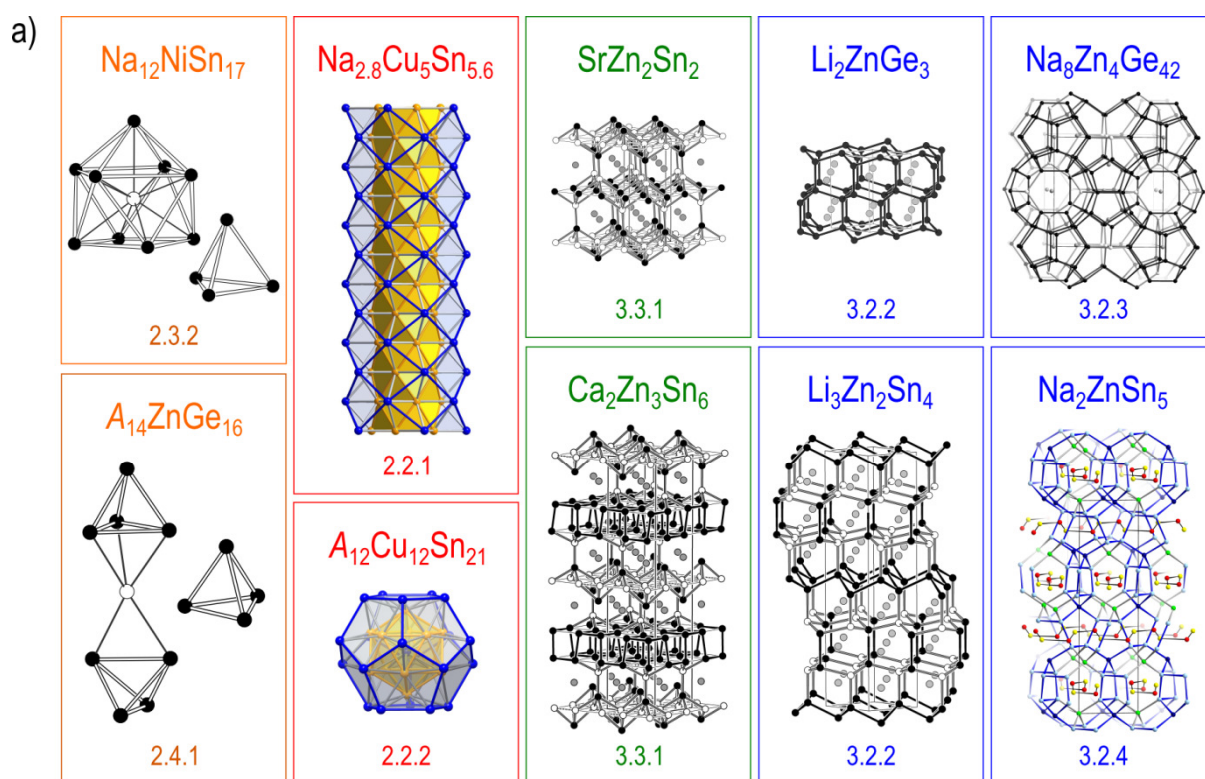 a)
Na₁₂NiSn₁₇
2.3.2
A₁₄ZnGe₁₆
2.4.1
Na₂.₈Cu₅Sn₅.₆
2.2.1
A₁₂Cu₁₂Sn₂₁
2.2.2
SrZn₂Sn₂
3.3.1
Ca₂Zn₃Sn₆
3.3.1
Li₂ZnGe₃
3.2.2
Li₃Zn₂Sn₄
3.2.2
Na₈Zn₄Ge₄₂
3.2.3
Na₂ZnSn₅
3.2.4